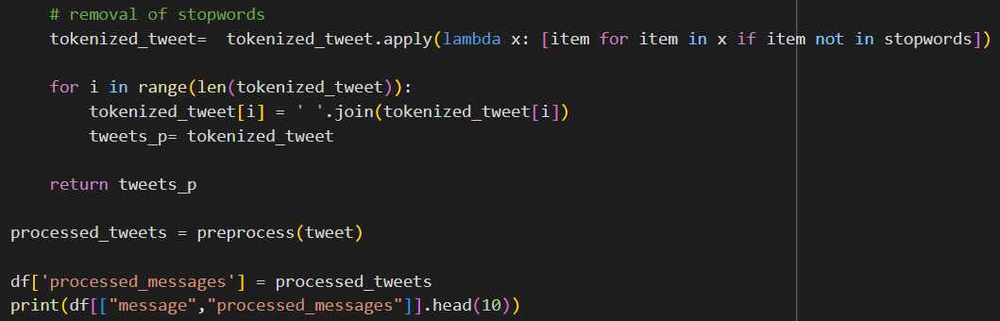 # removal of stopwords
tokenized_tweet=  tokenized_tweet.apply(lambda x: [item for item in x if item not in stopwords])
for i in range(len(tokenized_tweet)):
tokenized_tweet[i] = ' '.join(tokenized_tweet[i])
tweets_p= tokenized_tweet
return tweets_p
processed_tweets = preprocess(tweet)
df['processed_messages'] = processed_tweets
print(df[["message","processed_messages"]].head(10))